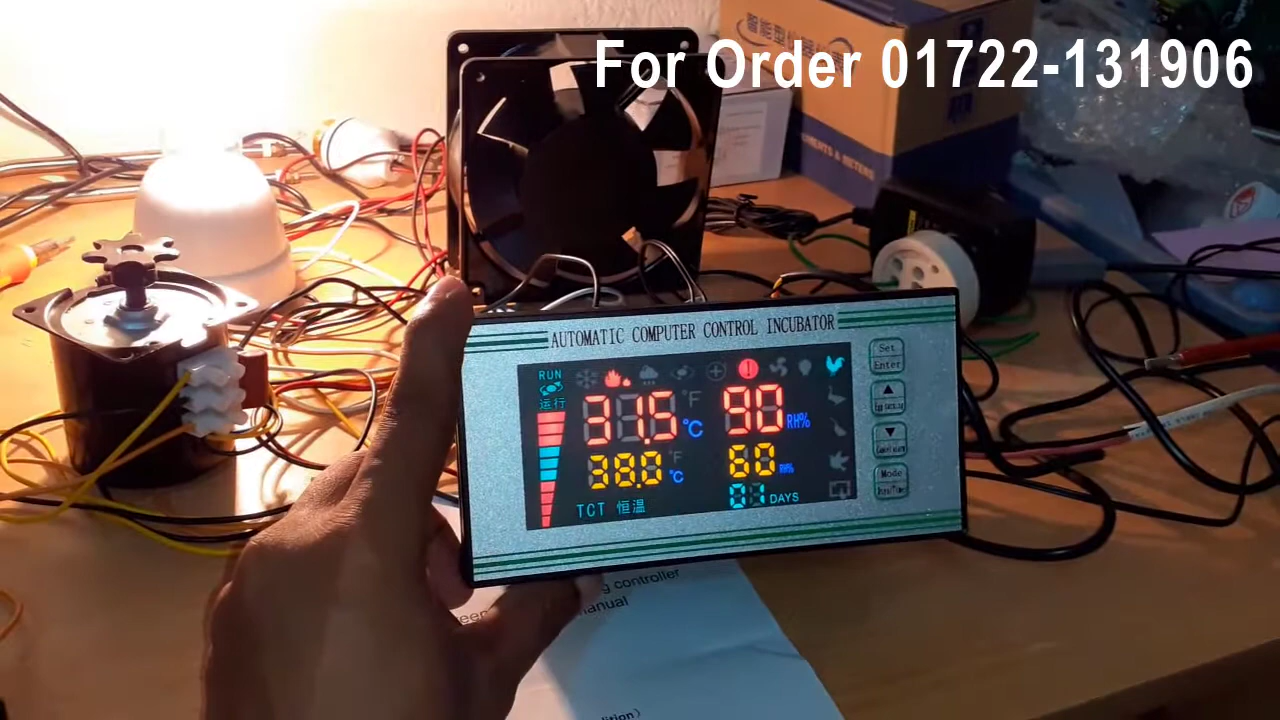 For Order 01722-131906
AUTOMATIC COMPUTER CONTROL INCUBATOR
RUN
运行
31.5 °F °C
90 RH%
38.0 °F °C
60 RH%
TCT 恒温
01 DAYS
Set
Enter
Mode
g controller
anual